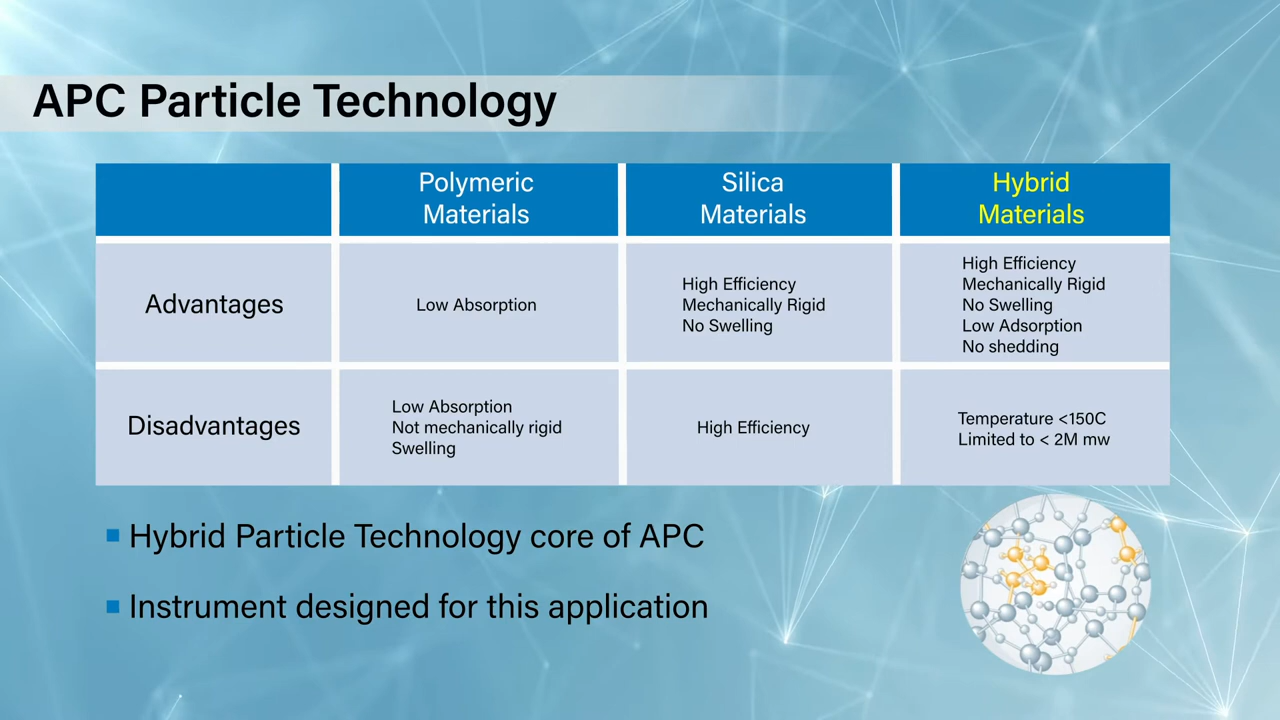 APC Particle Technology
Polymeric
Materials
Silica
Materials
Hybrid
Materials
Advantages
Low Absorption
High Efficiency
Mechanically Rigid
No Swelling
High Efficiency
Mechanically Rigid
No Swelling
Low Adsorption
No shedding
Disadvantages
Low Absorption
Not mechanically rigid
Swelling
High Efficiency
Temperature <150C
Limited to < 2M mw
Hybrid Particle Technology core of APC
Instrument designed for this application